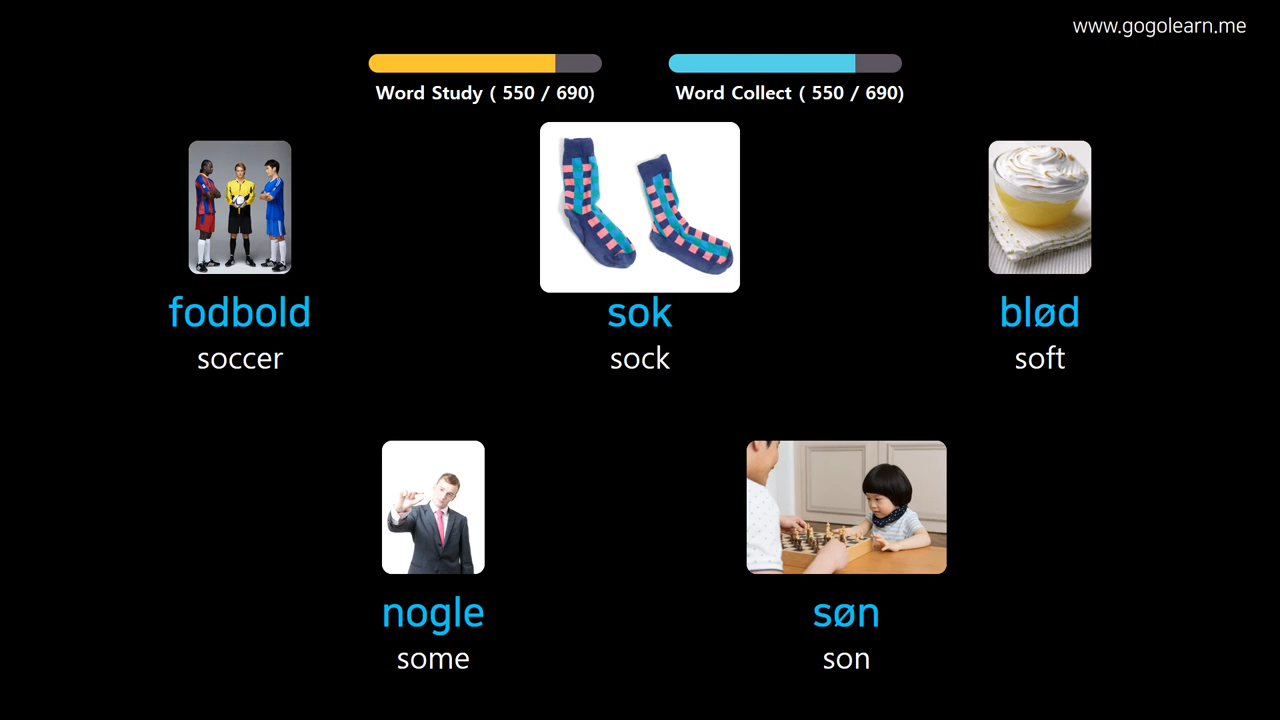 www.gogolearn.me
Word Study ( 550 / 690)
Word Collect ( 550 / 690)
fodbold
soccer
sok
sock
blød
soft
nogle
some
søn
son